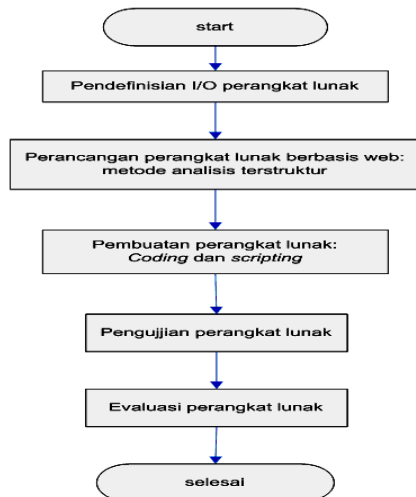 start
Pendefinisian I/O perangkat lunak
Perancangan perangkat lunak berbasis web:
metode analisis terstruktur
Pembuatan perangkat lunak:
Coding dan scripting
Pengujjian perangkat lunak
Evaluasi perangkat lunak
selesai